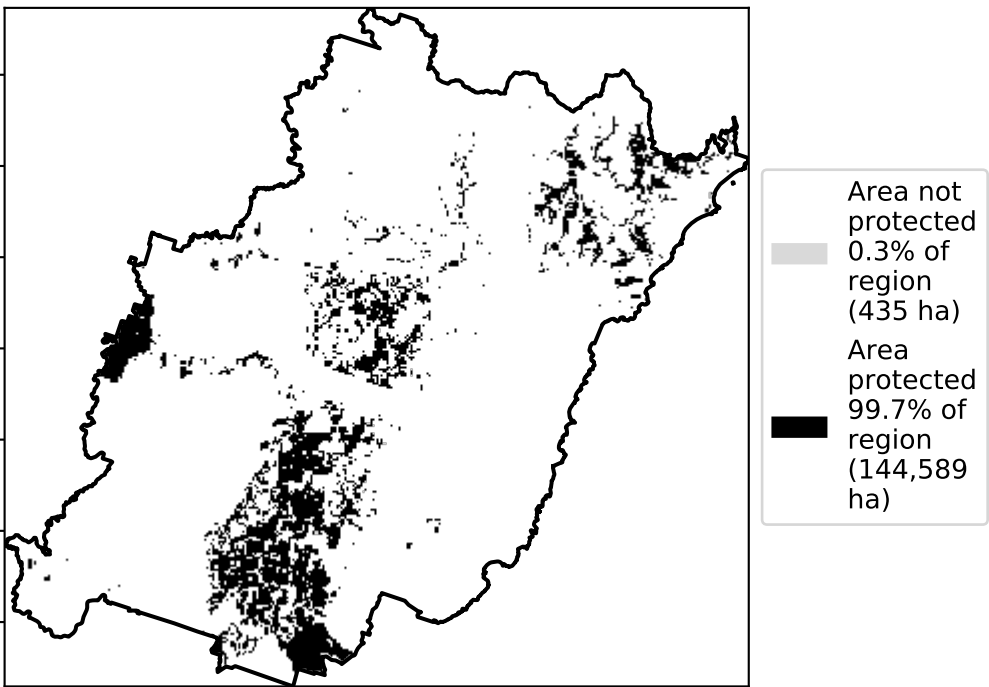 Area not
protected
0.3% of
region
(435 ha)
Area
protected
99.7% of
region
(144,589
ha)